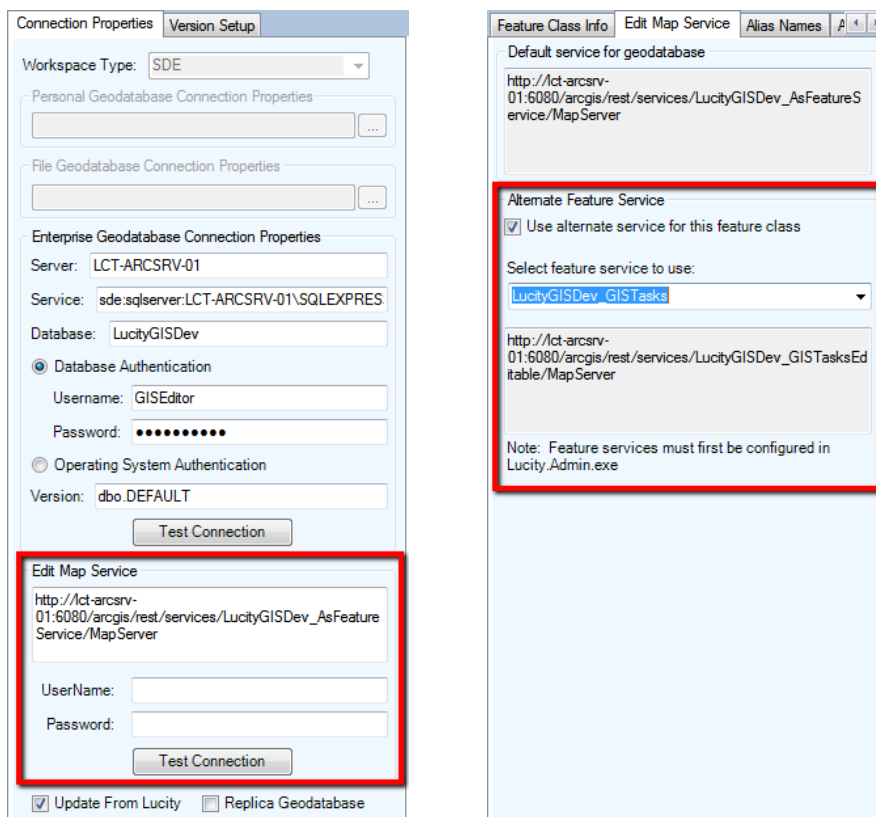 Connection Properties Version Setup
Workspace Type: SDE
Personal Geodatabase Connection Properties
...
File Geodatabase Connection Properties
...
Enterprise Geodatabase Connection Properties
Server: LCT-ARCSRV-01
Service: sde:sqlserver:LCT-ARCSRV-01\SQLEXPRES
Database: LucityGISDev
Database Authentication
Username: GISEditor
Password: ●●●●●●●●●●
Operating System Authentication
Version: dbo.DEFAULT
Test Connection
Edit Map Service
http://lct-arcsrv-
01:6080/arcgis/rest/services/LucityGISDev_AsFeature
Service/MapServer
UserName:
Password:
Test Connection
Update From Lucity Replica Geodatabase
Feature Class Info Edit Map Service Alias Names
Default service for geodatabase
http://lct-arcsrv-
01:6080/arcgis/rest/services/LucityGISDev_AsFeatureS
ervice/MapServer
Alternate Feature Service
Use alternate service for this feature class
Select feature service to use:
LucityGISDev_GISTasks
http://lct-arcsrv-
01:6080/arcgis/rest/services/LucityGISDev_GISTasksEd
itable/MapServer
Note: Feature services must first be configured in
Lucity.Admin.exe